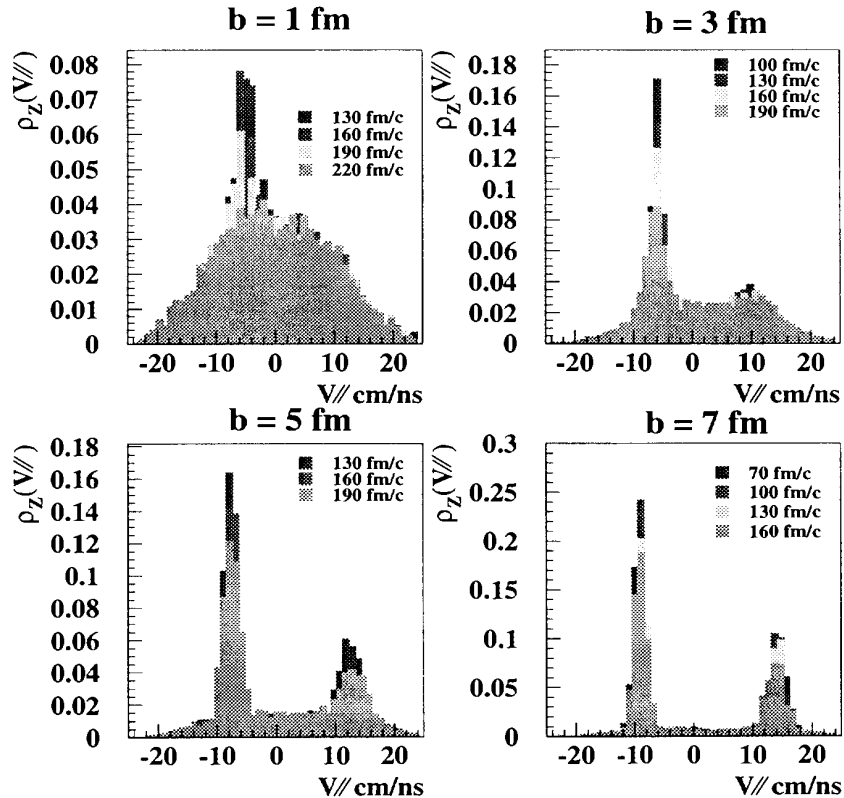 b = 1 fm
ρZ(V//)
0.08
0.07
0.06
0.05
0.04
0.03
0.02
0.01
0
130 fm/c
160 fm/c
190 fm/c
220 fm/c
-20 -10 0 10 20
V// cm/ns
b = 3 fm
ρZ(V//)
0.18
0.16
0.14
0.12
0.1
0.08
0.06
0.04
0.02
0
100 fm/c
130 fm/c
160 fm/c
190 fm/c
-20 -10 0 10 20
V// cm/ns
b = 5 fm
ρZ(V//)
0.18
0.16
0.14
0.12
0.1
0.08
0.06
0.04
0.02
0
130 fm/c
160 fm/c
190 fm/c
-20 -10 0 10 20
V// cm/ns
b = 7 fm
ρZ(V//)
0.3
0.25
0.2
0.15
0.1
0.05
0
70 fm/c
100 fm/c
130 fm/c
160 fm/c
-20 -10 0 10 20
V// cm/ns